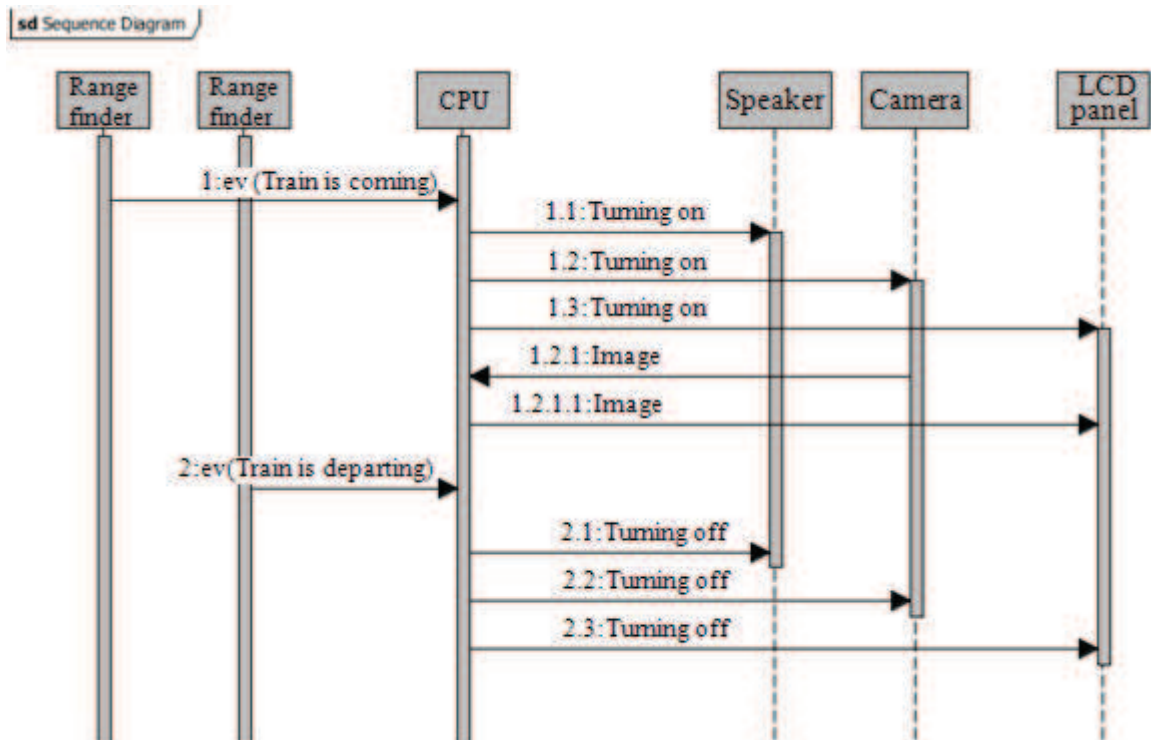 sd Sequence Diagram
Range
finder
Range
finder
CPU
Speaker
Camera
LCD
panel
1:ev (Train is coming)
1.1:Turning on
1.2:Turning on
1.3:Turning on
1.2.1:Image
1.2.1.1:Image
2:ev(Train is departing)
2.1:Turning off
2.2:Turning off
2.3:Turning off